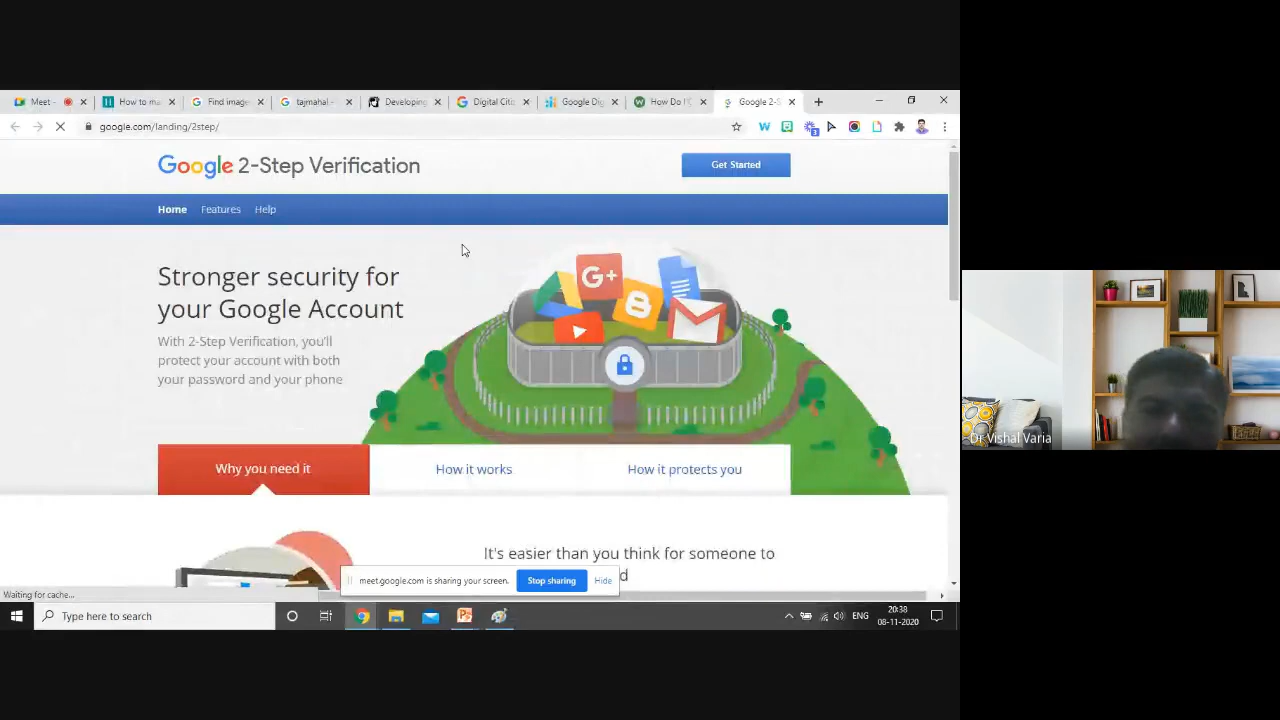 Meet -
How to ma
Find image
tajmahal -
Developing
Digital Citi
Google Dig
How Do I
Google 2-S
google.com/landing/2step/
Google 2-Step Verification
Get Started
Home
Features
Help
Stronger security for
your Google Account
With 2-Step Verification, you'll
protect your account with both
your password and your phone
G+
Why you need it
How it works
How it protects you
It's easier than you think for someone to
d
meet.google.com is sharing your screen.
Stop sharing
Hide
Waiting for cache...
Type here to search
ENG
20:38
08-11-2020
Dr Vishal Varia